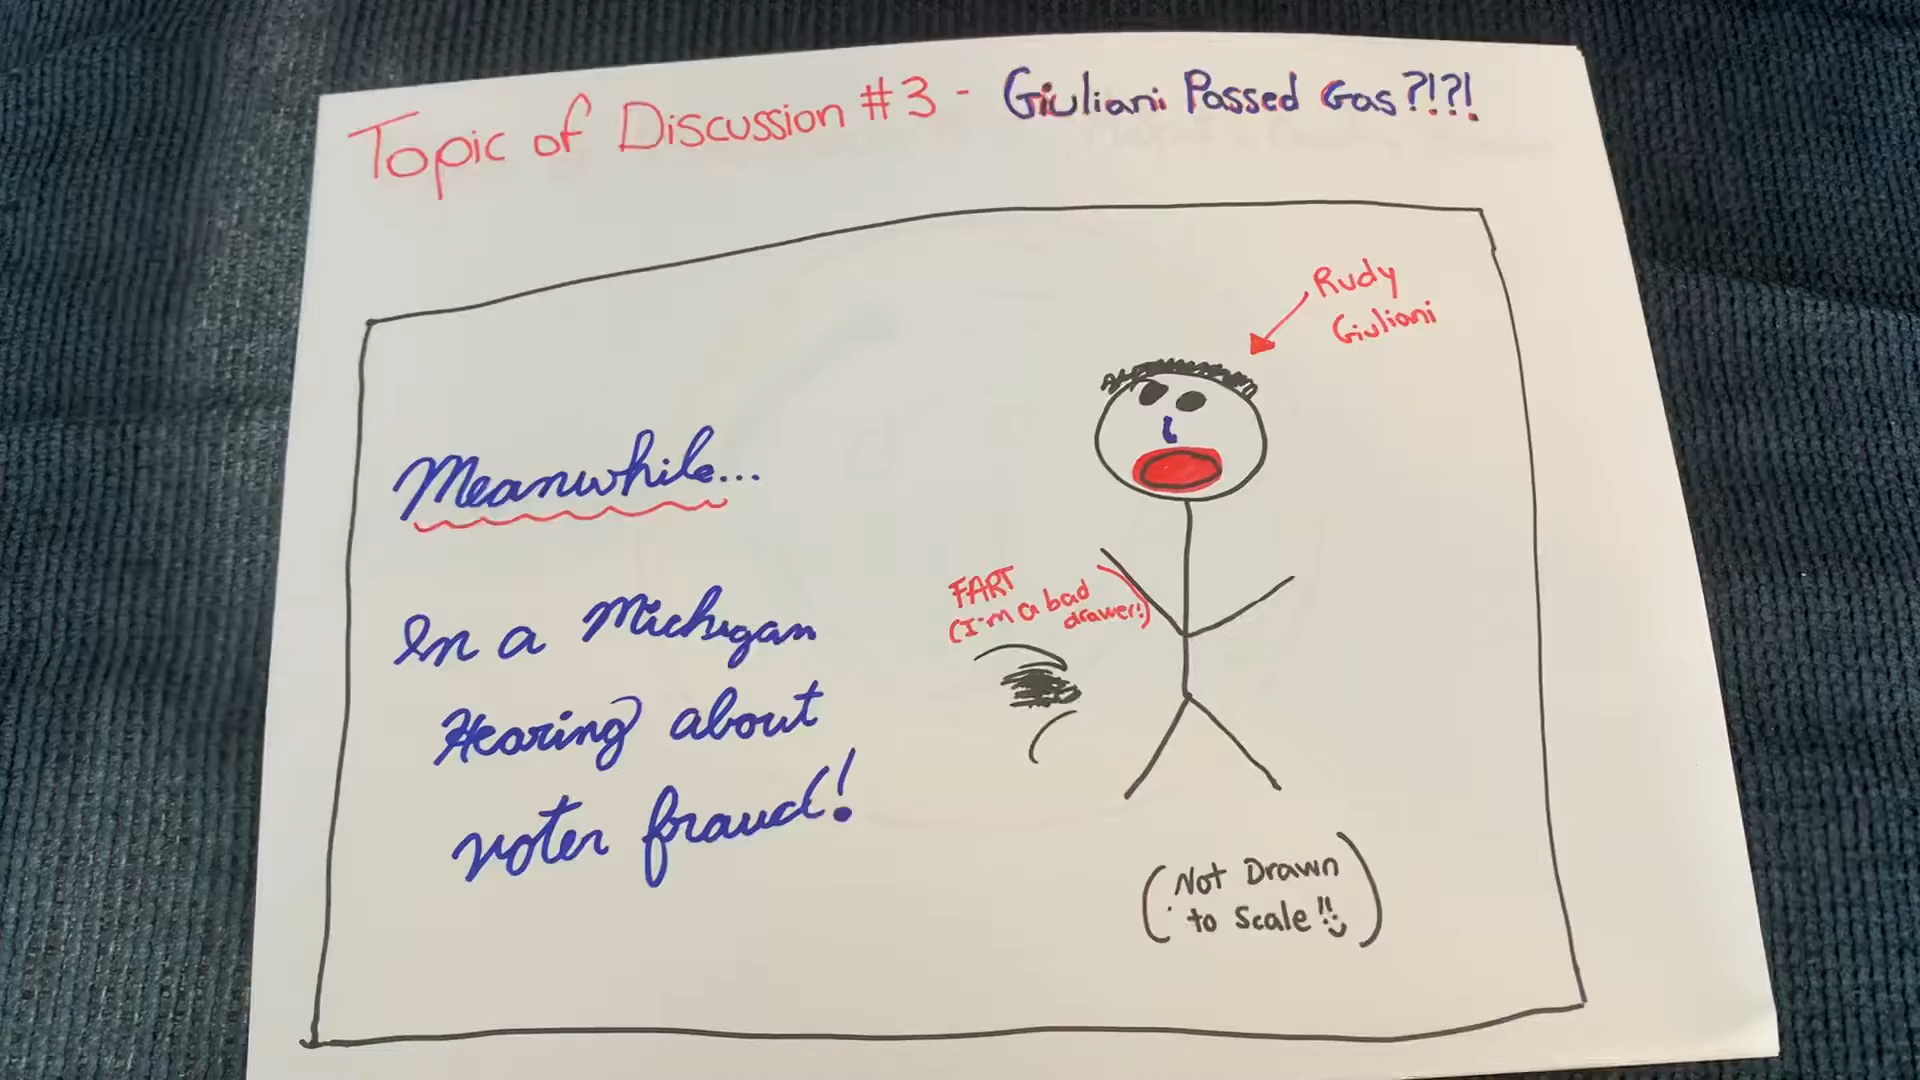 Topic of Discussion #3 - Giuliani Passed Gas?!?!
Rudy
Giuliani
Meanwhile...
In a Michigan
Hearing about
voter fraud!
FART
(I'm a bad
drawer!)
(Not Drawn
to Scale!!)